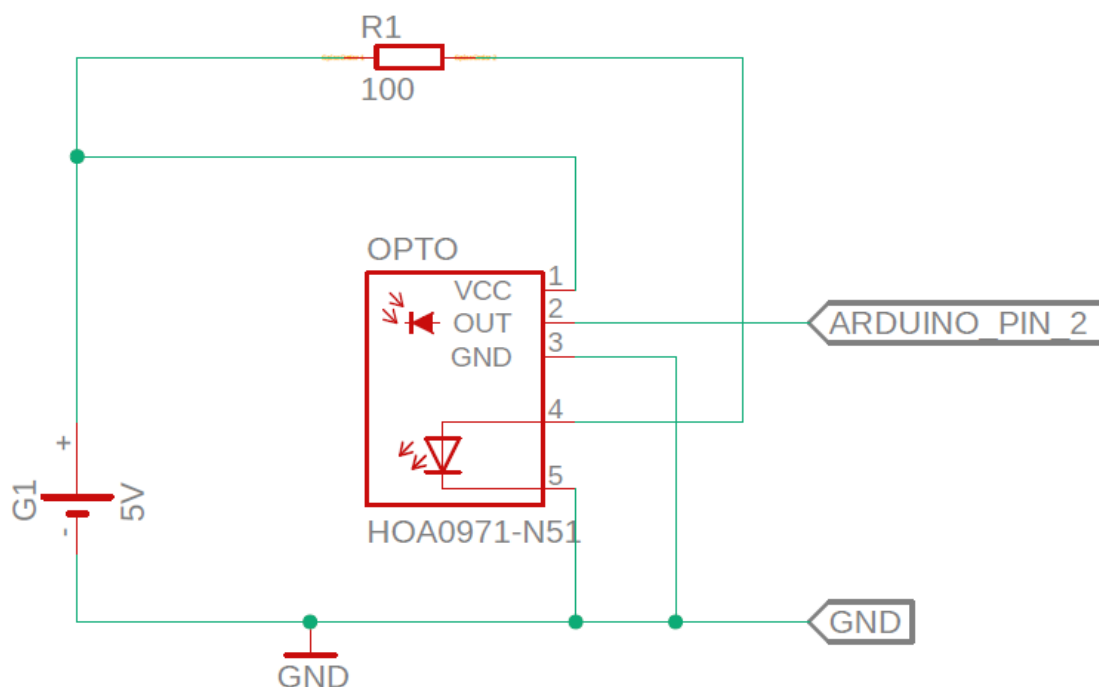 R1
100
OPTO
1
VCC
2
OUT
ARDUINO_PIN_2
3
GND
4
+
5
G1
5V
-
HOA0971-N51
GND
GND